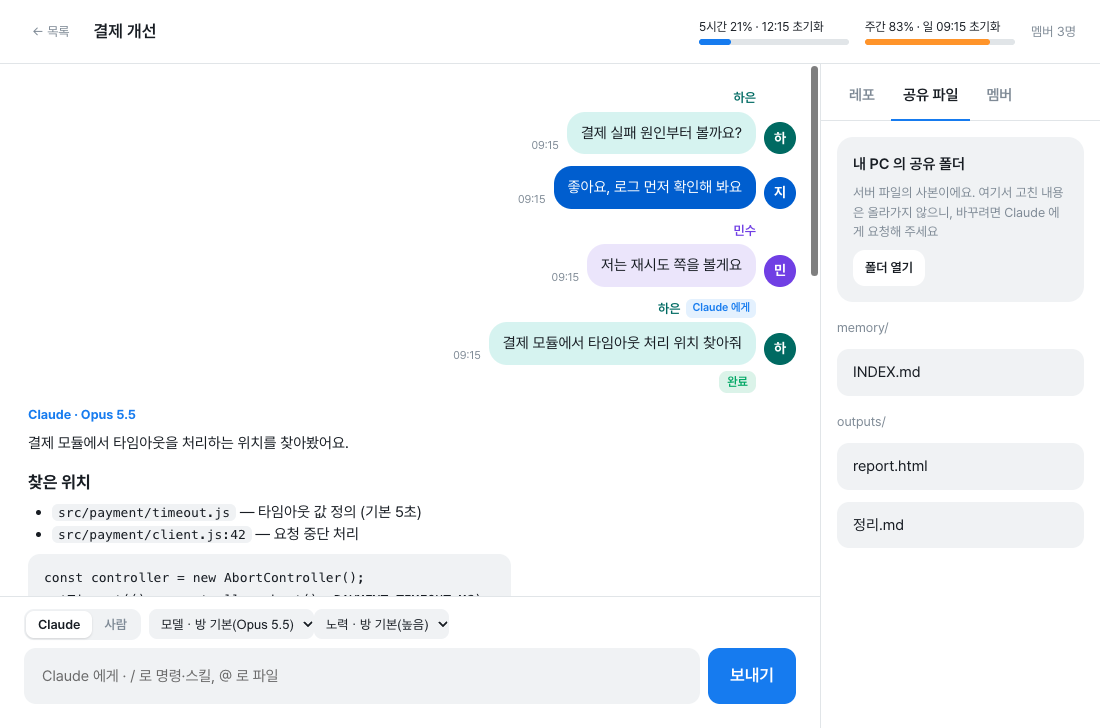 ← 목록
결제 개선
5시간 21% · 12:15 초기화
주간 83% · 일 09:15 초기화
멤버 3명
하은
결제 실패 원인부터 볼까요?
09:15
하
좋아요, 로그 먼저 확인해 봐요
09:15
지
민수
저는 재시도 쪽을 볼게요
09:15
민
하은 Claude 에게
결제 모듈에서 타임아웃 처리 위치 찾아줘
09:15
하
완료
Claude · Opus 5.5
결제 모듈에서 타임아웃을 처리하는 위치를 찾아봤어요.
찾은 위치
• src/payment/timeout.js — 타임아웃 값 정의 (기본 5초)
• src/payment/client.js:42 — 요청 중단 처리
const controller = new AbortController();
Claude
사람
모델 · 방 기본(Opus 5.5)
노력 · 방 기본(높음)
Claude 에게 · / 로 명령·스킬, @ 로 파일
보내기
레포
공유 파일
멤버
내 PC 의 공유 폴더
서버 파일의 사본이에요. 여기서 고친 내용
은 올라가지 않으니, 바꾸려면 Claude 에
게 요청해 주세요
폴더 열기
memory/
INDEX.md
outputs/
report.html
정리.md